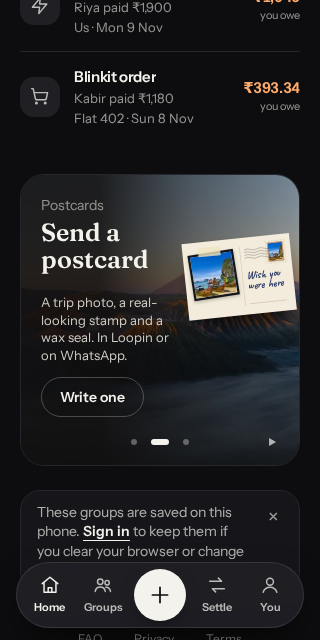 Riya paid ₹1,900
you owe
Us · Mon 9 Nov
Blinkit order
₹393.34
Kabir paid ₹1,180
you owe
Flat 402 · Sun 8 Nov
Postcards
Send a
postcard
Wish you
were here
A trip photo, a real-
looking stamp and a
wax seal. In Loopin or
on WhatsApp.
Write one
These groups are saved on this
phone. Sign in to keep them if
you clear your browser or change
Home
Groups
Settle
You
FAQ
Privacy
Terms